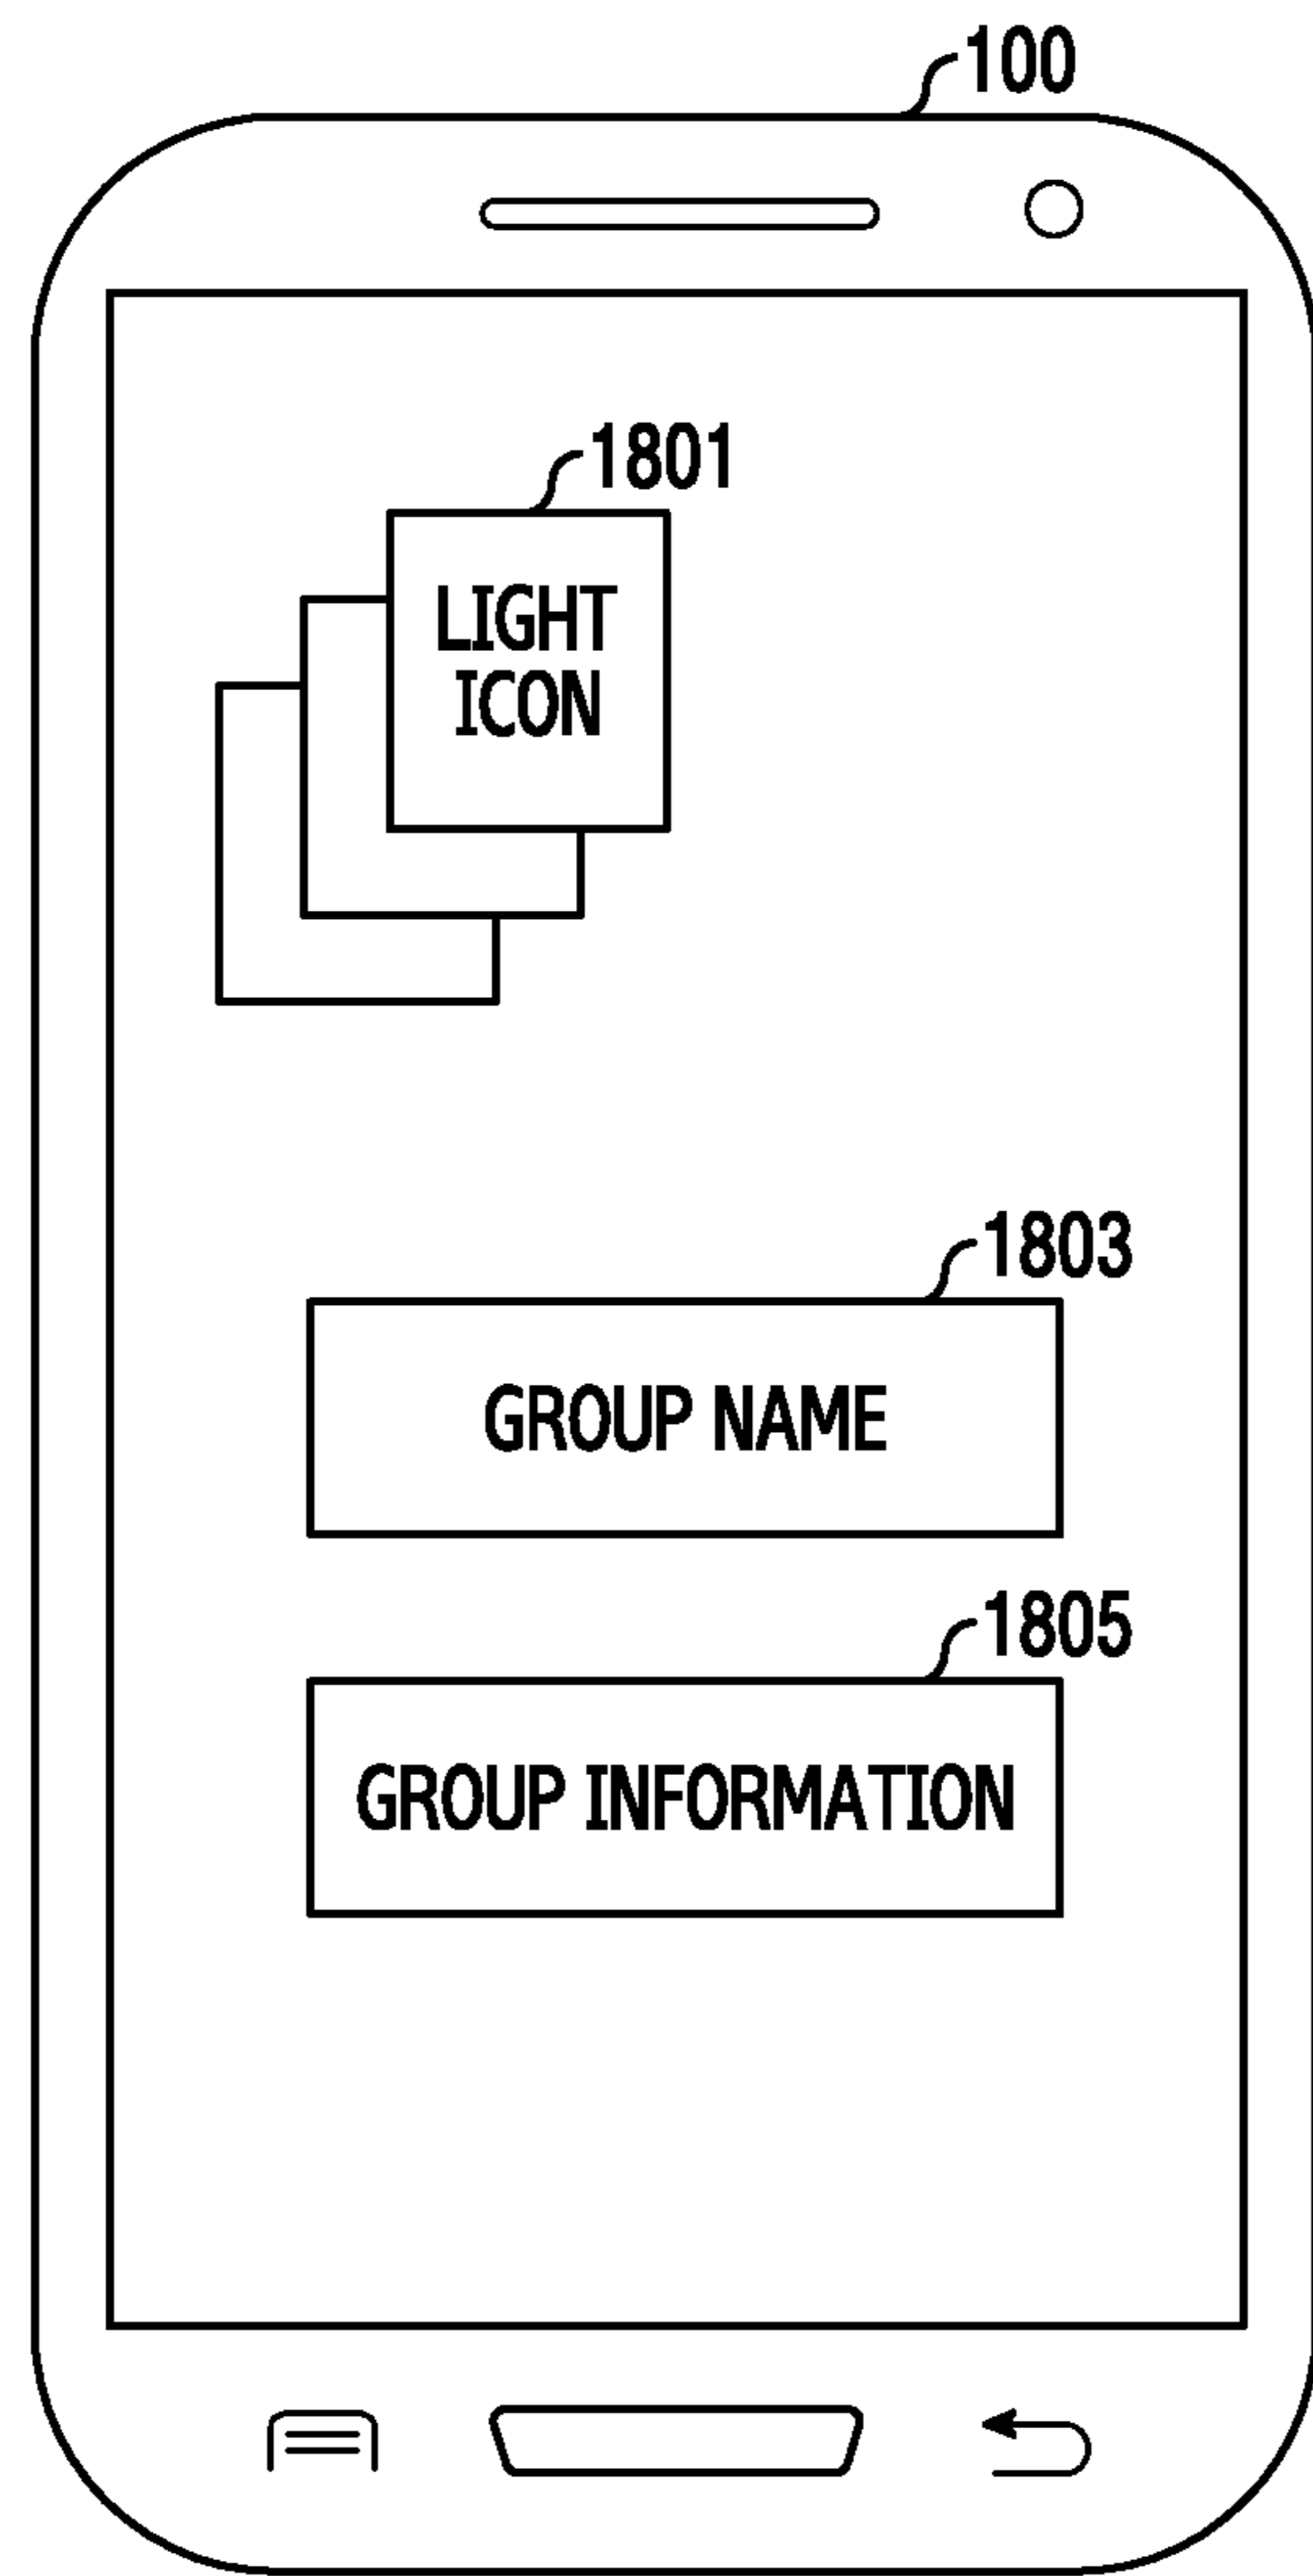 100
1801
LIGHT
ICON
1803
GROUP NAME
1805
GROUP INFORMATION